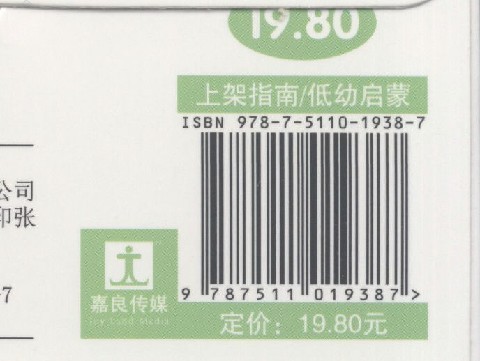 19.80
上架指南/低幼启蒙
ISBN 978-7-5110-1938-7
公司
印张
-7
嘉良传媒
9 787511 019387 >
定价：19.80元